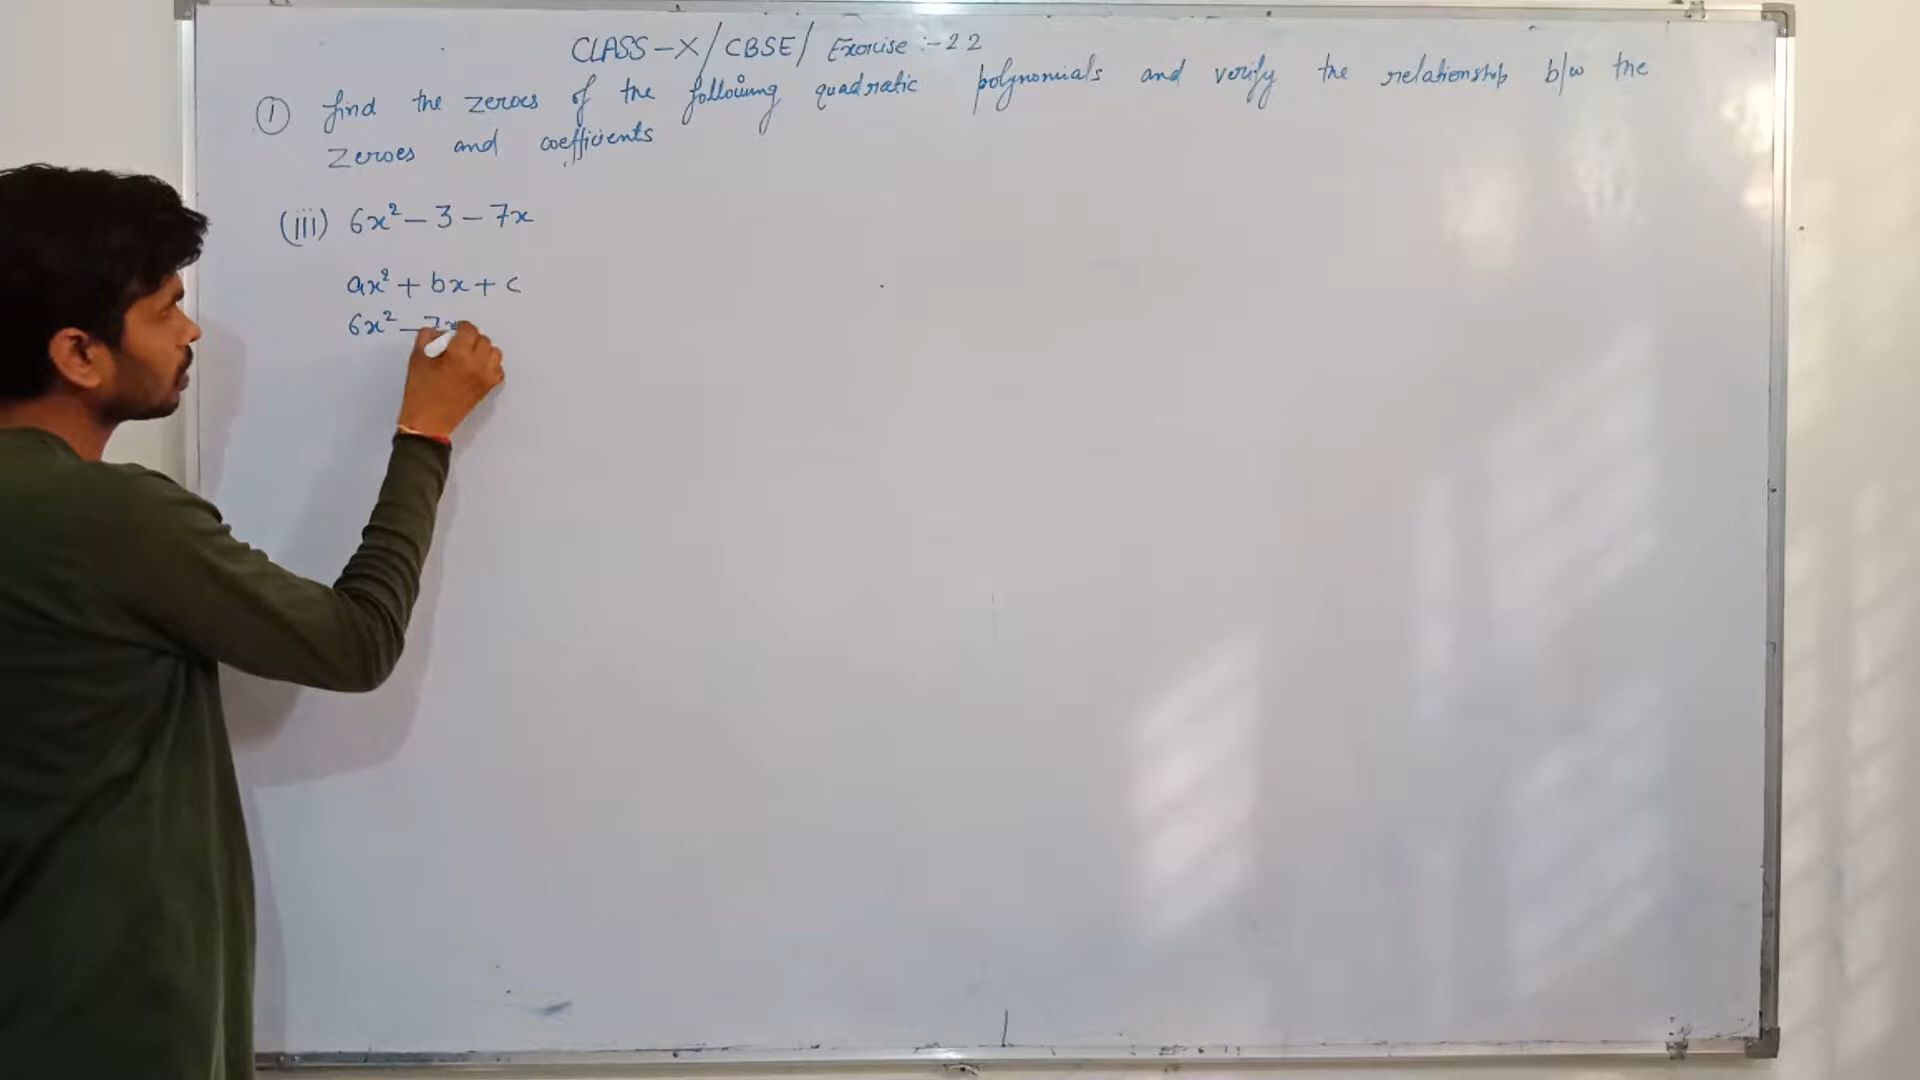 CLASS-X/CBSE/ Exercise :- 2 2
① find the zeroes of the following quadratic polynomials and verify the relationship b/w the
zeroes and coefficients
(iii) 6x² - 3 - 7x
ax² + bx + c
6x² - 7x